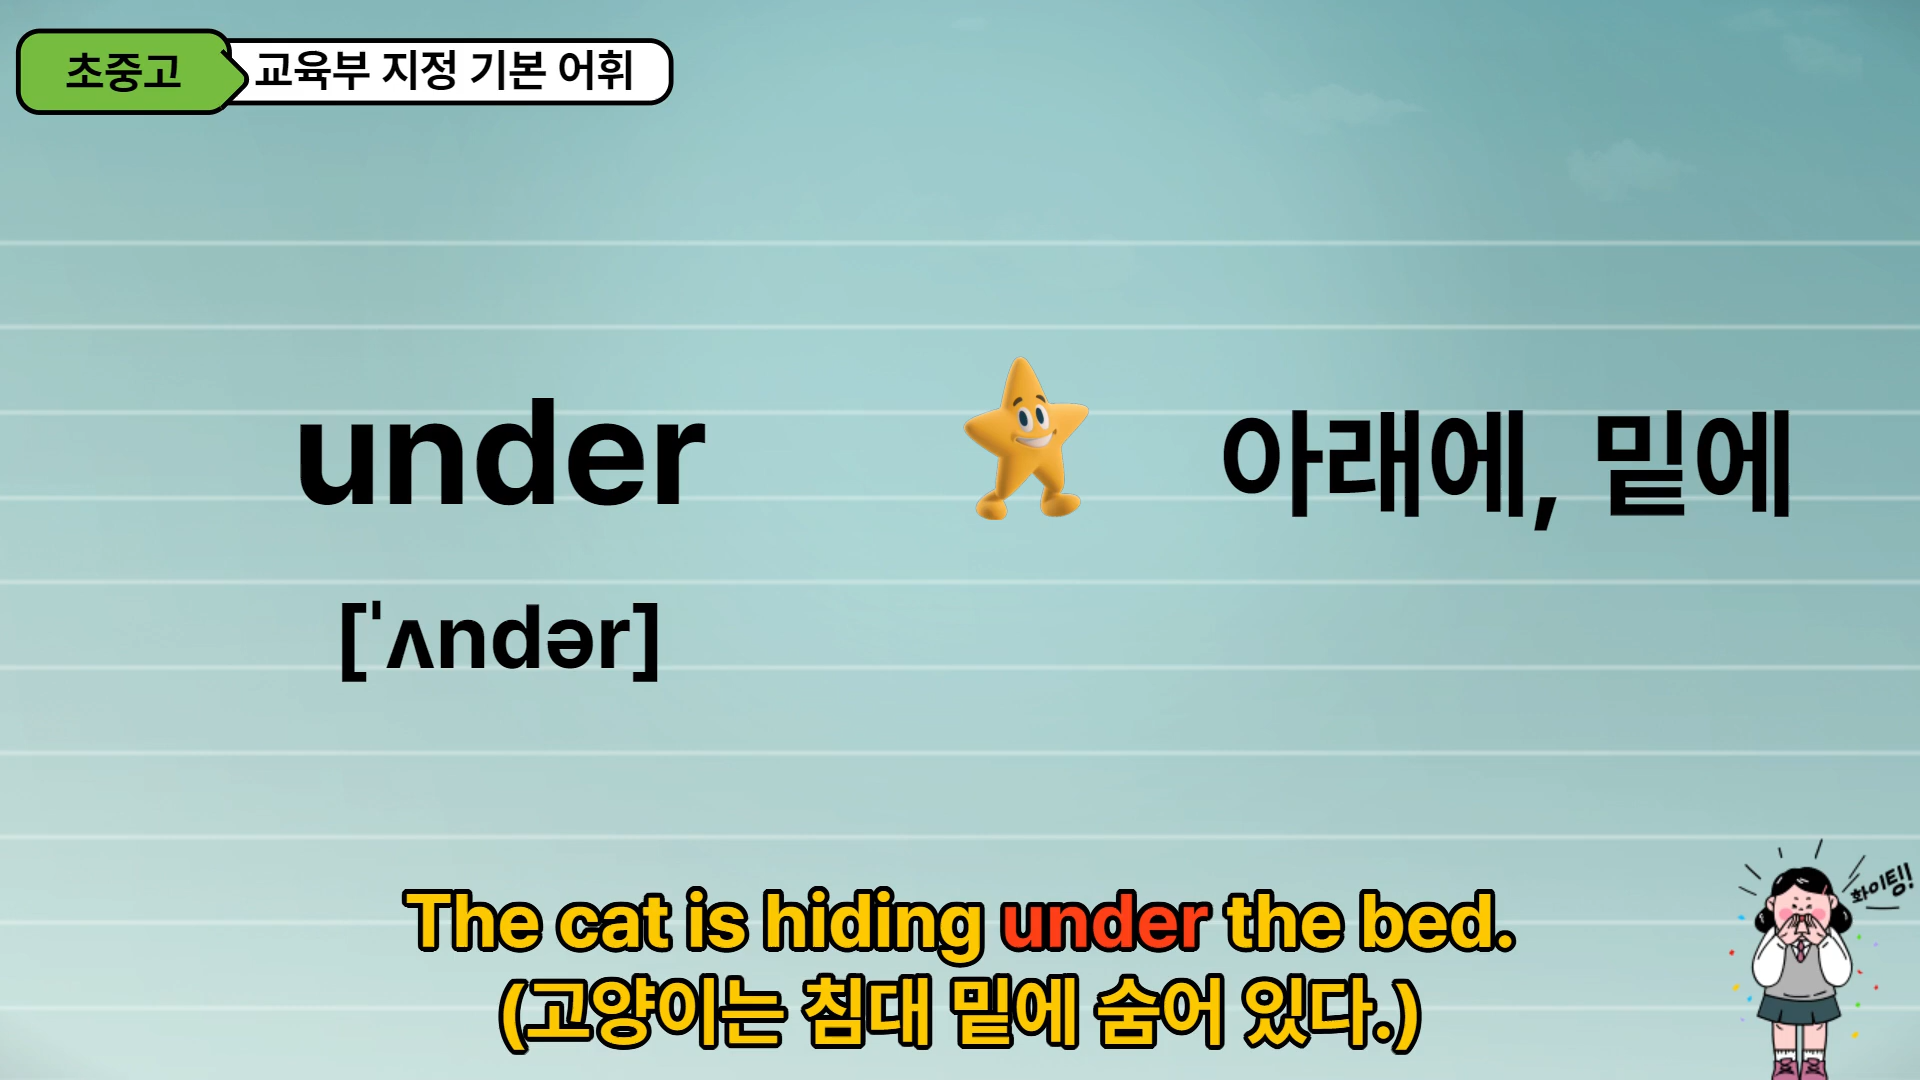 초중고 교육부 지정 기본 어휘
under 아래에, 밑에
[ˈʌndər]
The cat is hiding under the bed.
(고양이는 침대 밑에 숨어 있다.)
화이팅!!